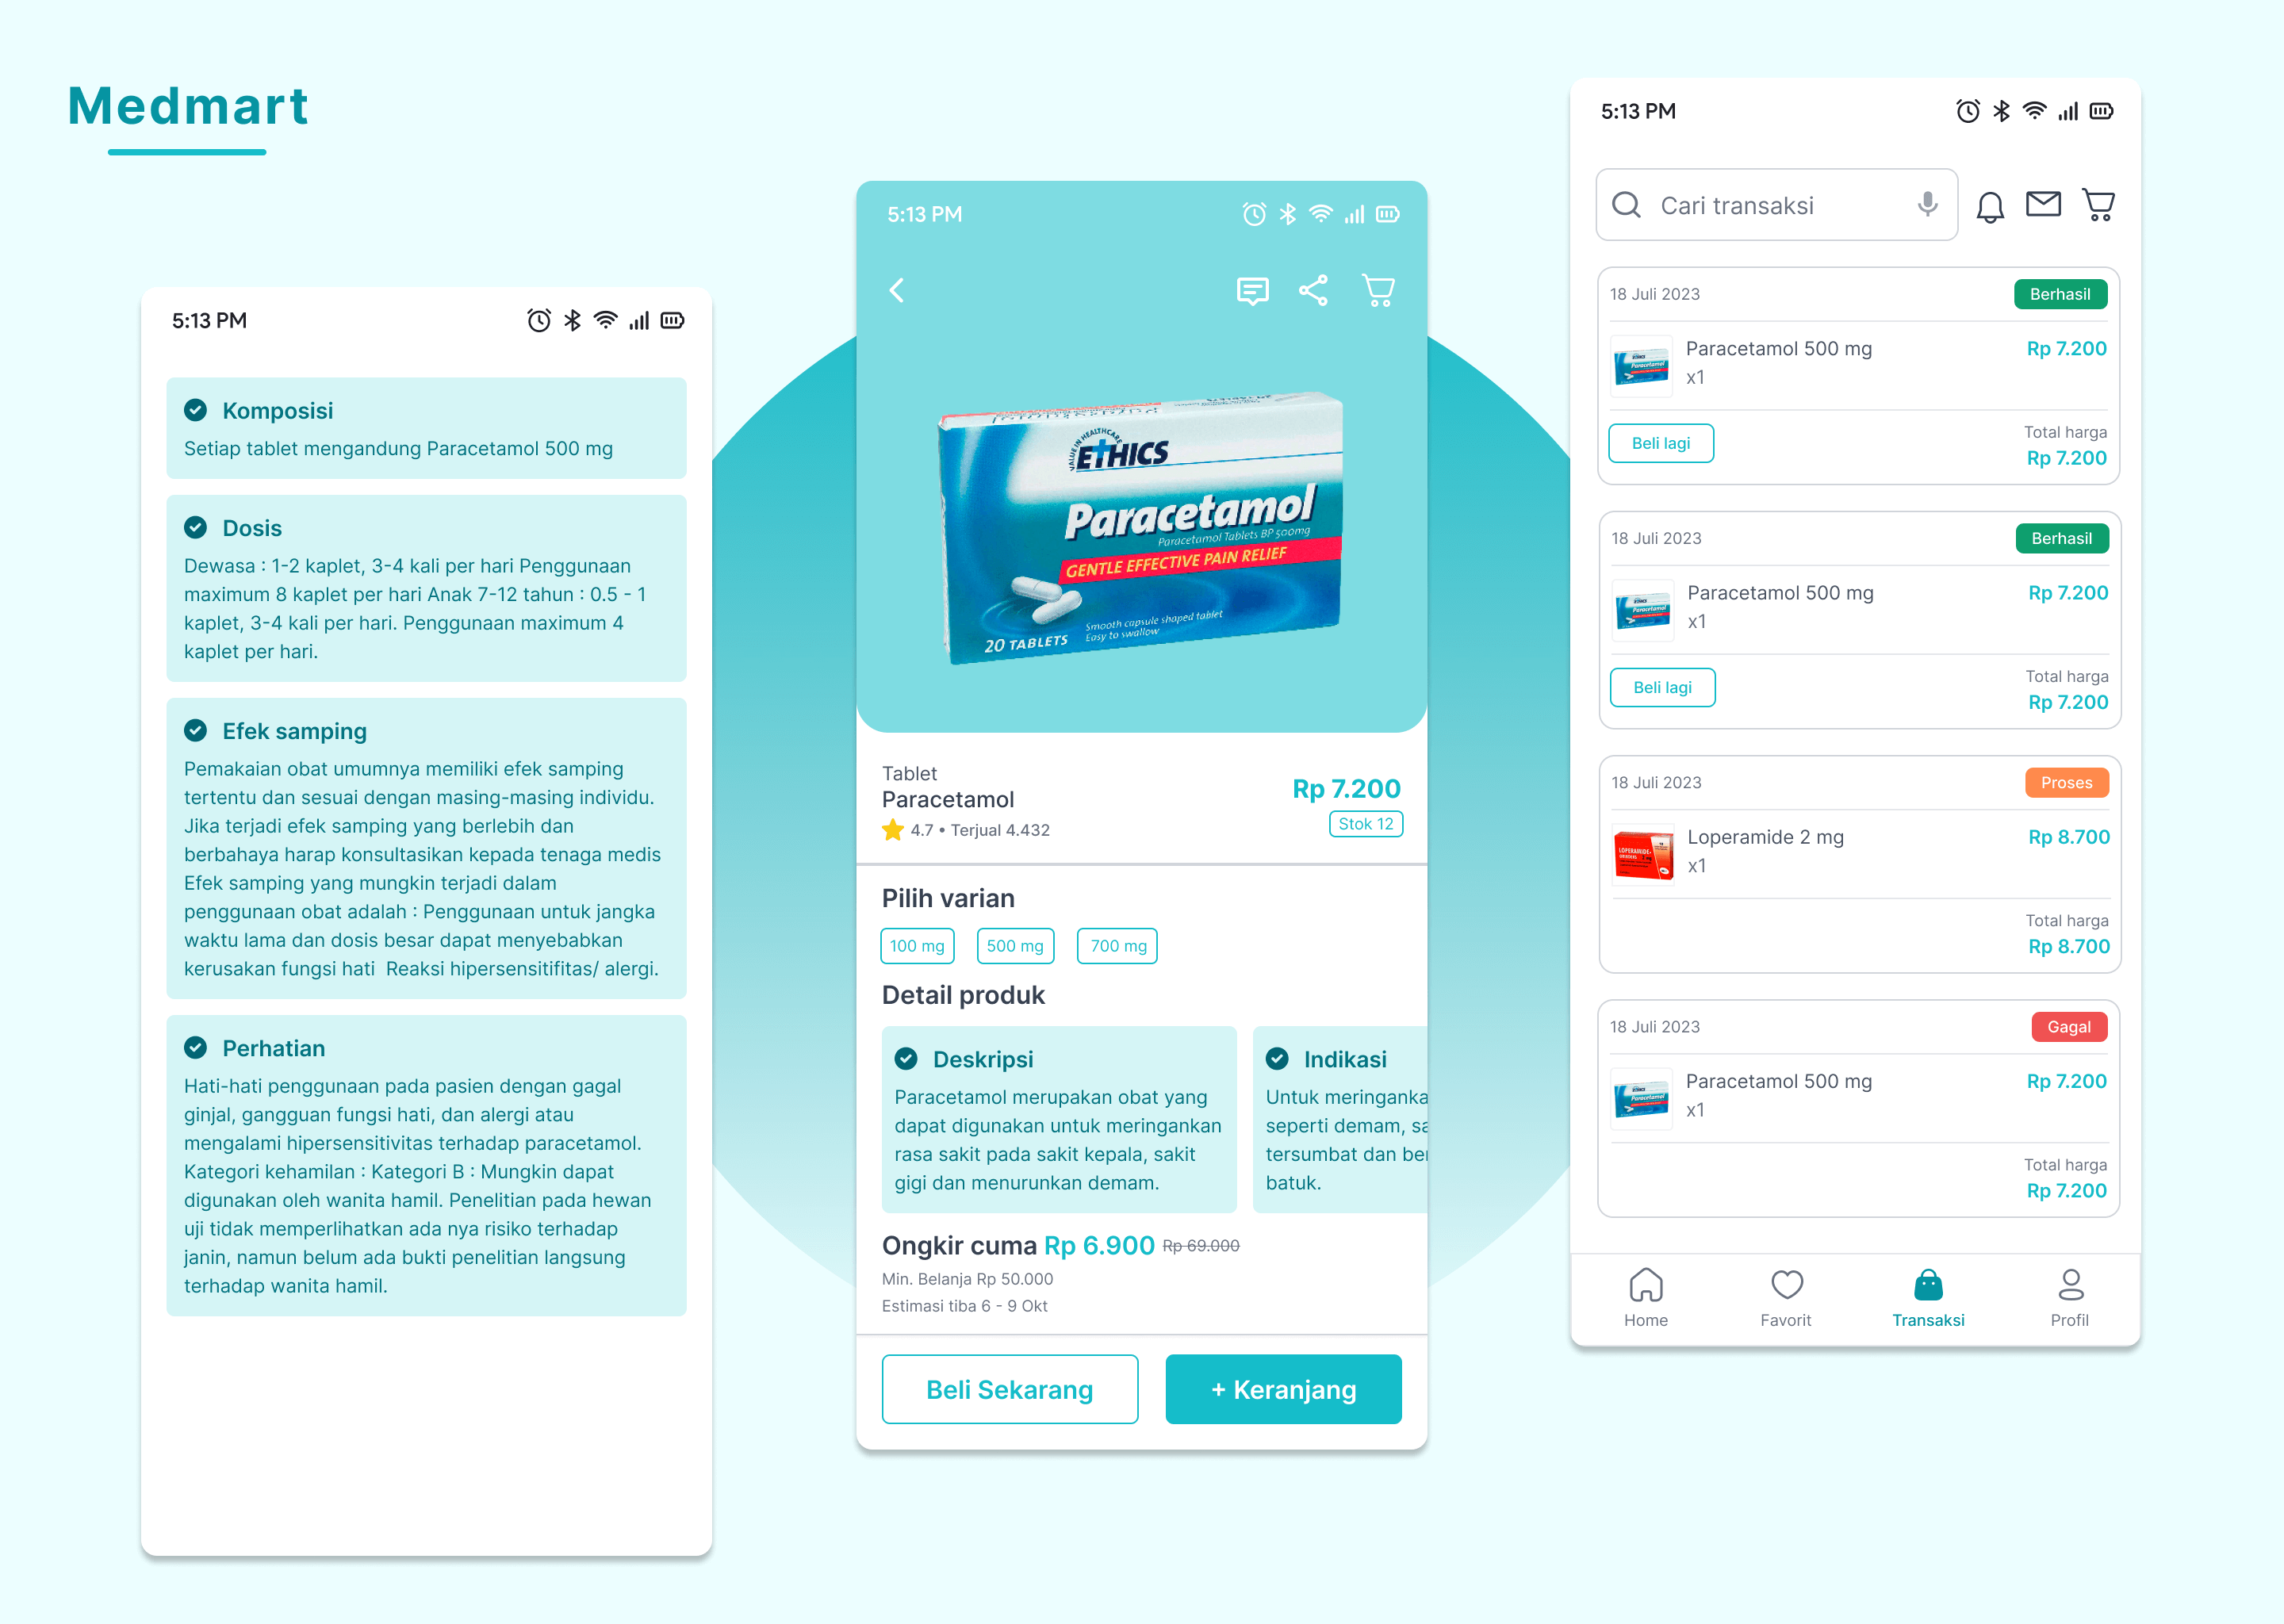 Medmart
5:13 PM
Komposisi
Setiap tablet mengandung Paracetamol 500 mg
Dosis
Dewasa : 1-2 kaplet, 3-4 kali per hari Penggunaan
maximum 8 kaplet per hari Anak 7-12 tahun : 0.5 - 1
kaplet, 3-4 kali per hari. Penggunaan maximum 4
kaplet per hari.
Efek samping
Pemakaian obat umumnya memiliki efek samping
tertentu dan sesuai dengan masing-masing individu.
Jika terjadi efek samping yang berlebih dan
berbahaya harap konsultasikan kepada tenaga medis
Efek samping yang mungkin terjadi dalam
penggunaan obat adalah : Penggunaan untuk jangka
waktu lama dan dosis besar dapat menyebabkan
kerusakan fungsi hati  Reaksi hipersensitifitas/ alergi.
Perhatian
Hati-hati penggunaan pada pasien dengan gagal
ginjal, gangguan fungsi hati, dan alergi atau
mengalami hipersensitivitas terhadap paracetamol.
Kategori kehamilan : Kategori B : Mungkin dapat
digunakan oleh wanita hamil. Penelitian pada hewan
uji tidak memperlihatkan ada nya risiko terhadap
janin, namun belum ada bukti penelitian langsung
terhadap wanita hamil.
5:13 PM
VALUE IN HEALTHCARE
ETHICS
Paracetamol
Paracetamol Tablets BP 500mg
GENTLE EFFECTIVE PAIN RELIEF
Smooth capsule shaped tablet
Easy to swallow
20 TABLETS
Tablet
Paracetamol
4.7 • Terjual 4.432
Rp 7.200
Stok 12
Pilih varian
100 mg
500 mg
700 mg
Detail produk
Deskripsi
Paracetamol merupakan obat yang
dapat digunakan untuk meringankan
rasa sakit pada sakit kepala, sakit
gigi dan menurunkan demam.
Indikasi
Untuk meringanka
seperti demam, sa
tersumbat dan ber
batuk.
Ongkir cuma Rp 6.900 Rp 69.000
Min. Belanja Rp 50.000
Estimasi tiba 6 - 9 Okt
Beli Sekarang
+ Keranjang
5:13 PM
Cari transaksi
18 Juli 2023
Berhasil
Paracetamol 500 mg
Rp 7.200
x1
Beli lagi
Total harga
Rp 7.200
18 Juli 2023
Berhasil
Paracetamol 500 mg
Rp 7.200
x1
Beli lagi
Total harga
Rp 7.200
18 Juli 2023
Proses
Loperamide 2 mg
Rp 8.700
x1
Total harga
Rp 8.700
18 Juli 2023
Gagal
Paracetamol 500 mg
Rp 7.200
x1
Total harga
Rp 7.200
Home
Favorit
Transaksi
Profil